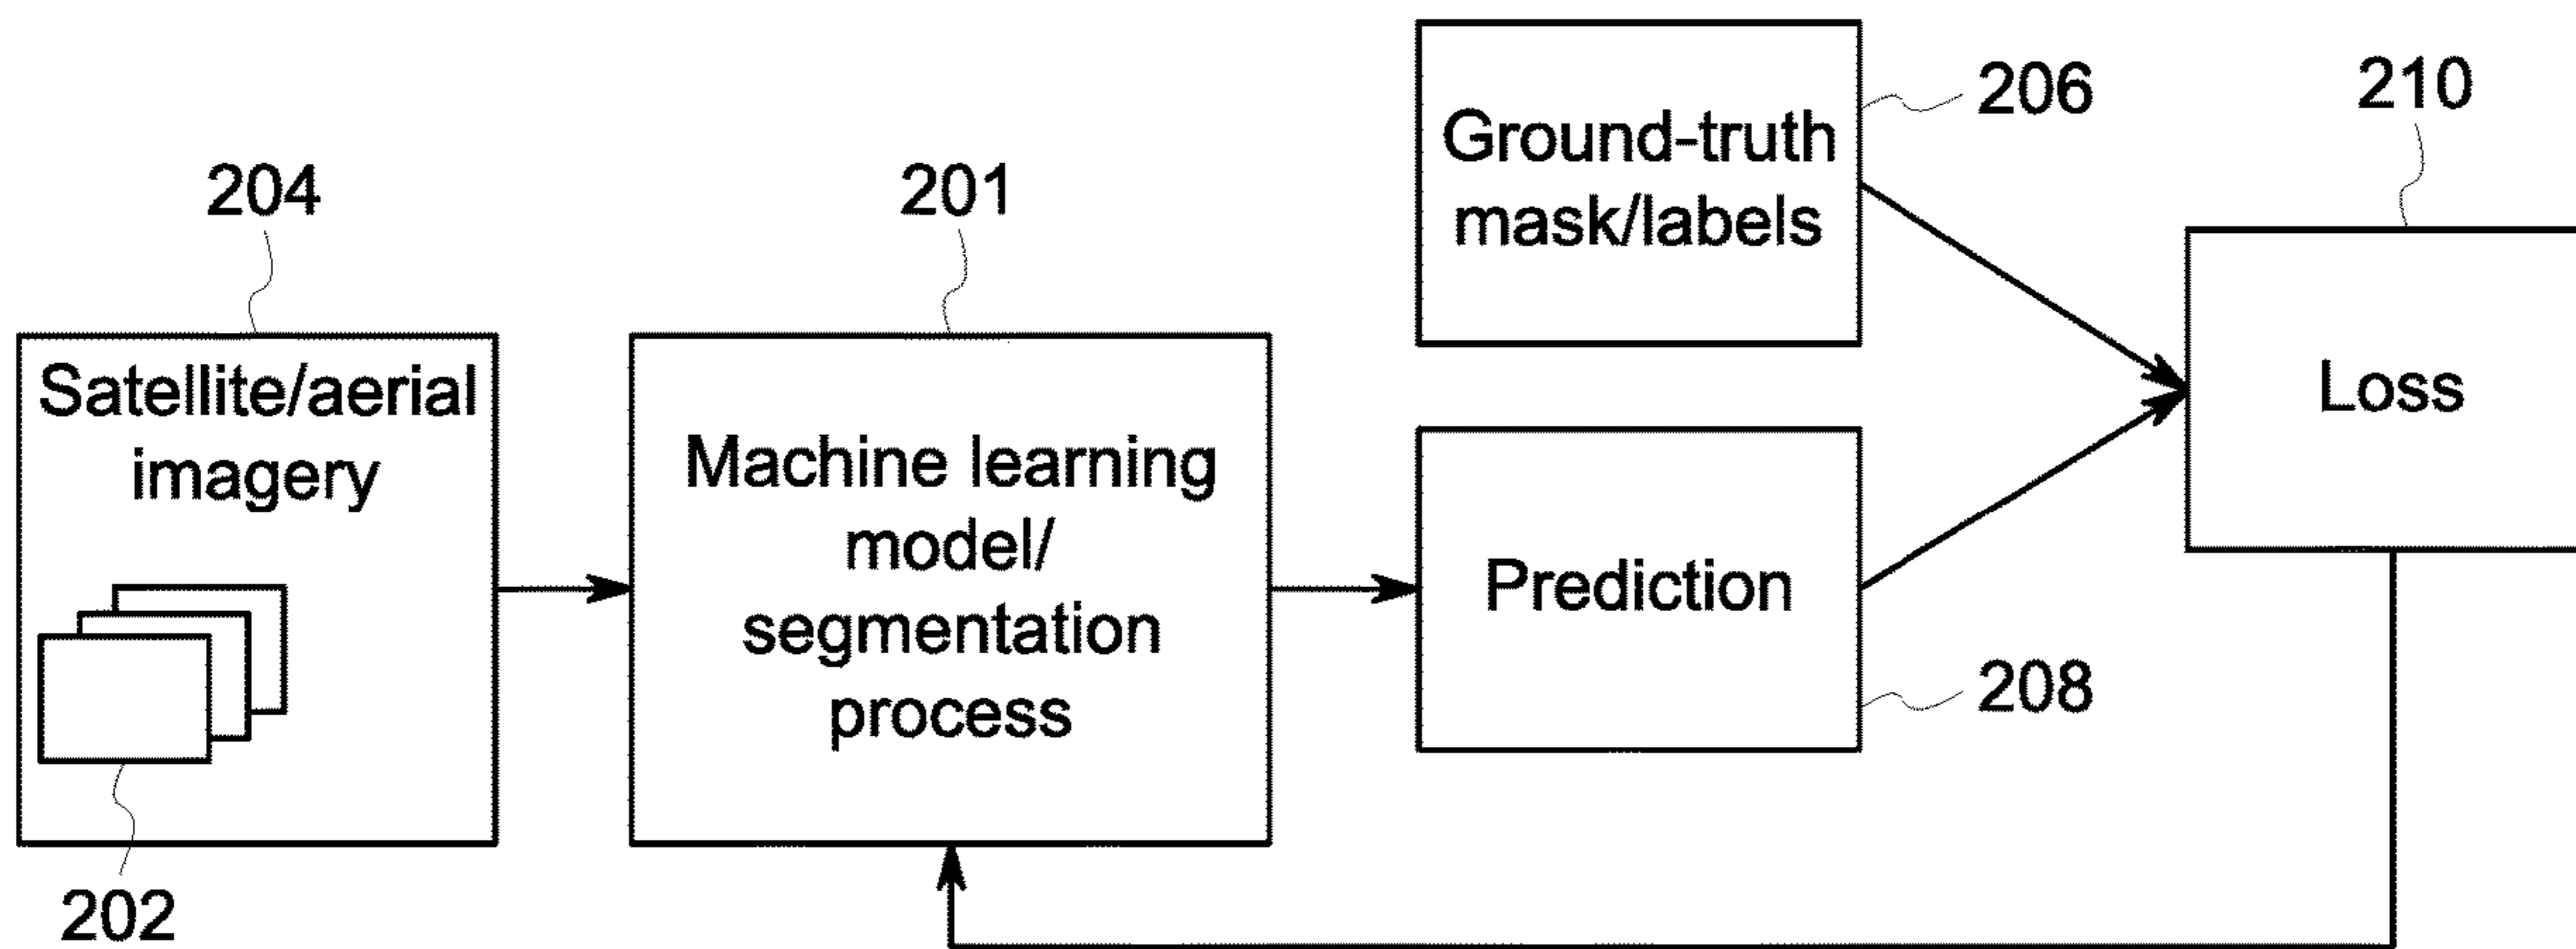 204
Satellite/aerial
imagery
202
201
Machine learning
model/
segmentation
process
206
Ground-truth
mask/labels
Prediction
208
210
Loss